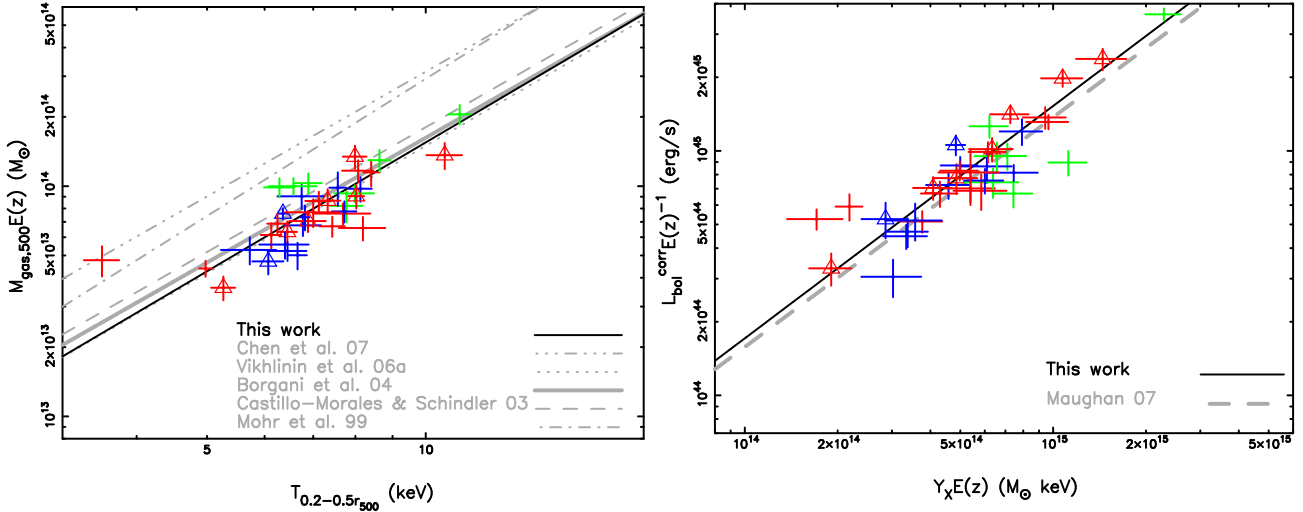 M_gas,500E(z) (M⊙)
10^13
2×10^13
5×10^13
10^14
2×10^14
5×10^14
This work
Chen et al. 07
Vikhlinin et al. 06a
Borgani et al. 04
Castillo-Morales & Schindler 03
Mohr et al. 99
5
10
T_0.2-0.5r_500 (keV)
L_bol^corr E(z)^-1 (erg/s)
10^44
2×10^44
5×10^44
10^45
2×10^45
This work
Maughan 07
10^14
2×10^14
5×10^14
10^15
2×10^15
5×10^15
Y_X E(z) (M⊙ keV)